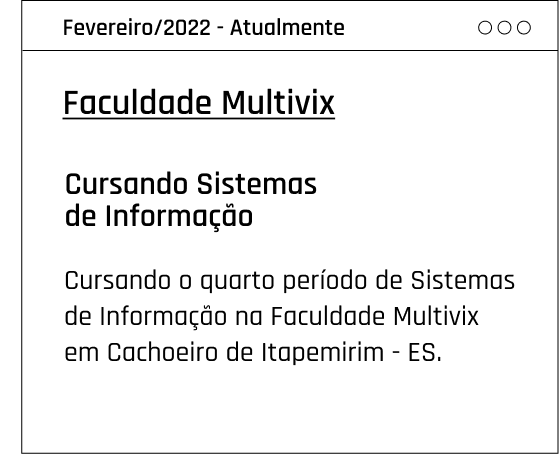 Fevereiro/2022 - Atualmente
Faculdade Multivix
Cursando Sistemas
de Informação
Cursando o quarto período de Sistemas
de Informação na Faculdade Multivix
em Cachoeiro de Itapemirim - ES.